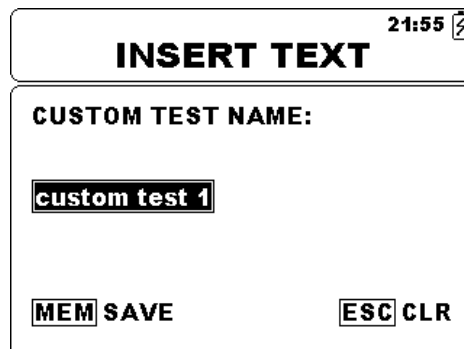 21:55
INSERT TEXT
CUSTOM TEST NAME:
custom test 1
MEM SAVE
ESC CLR